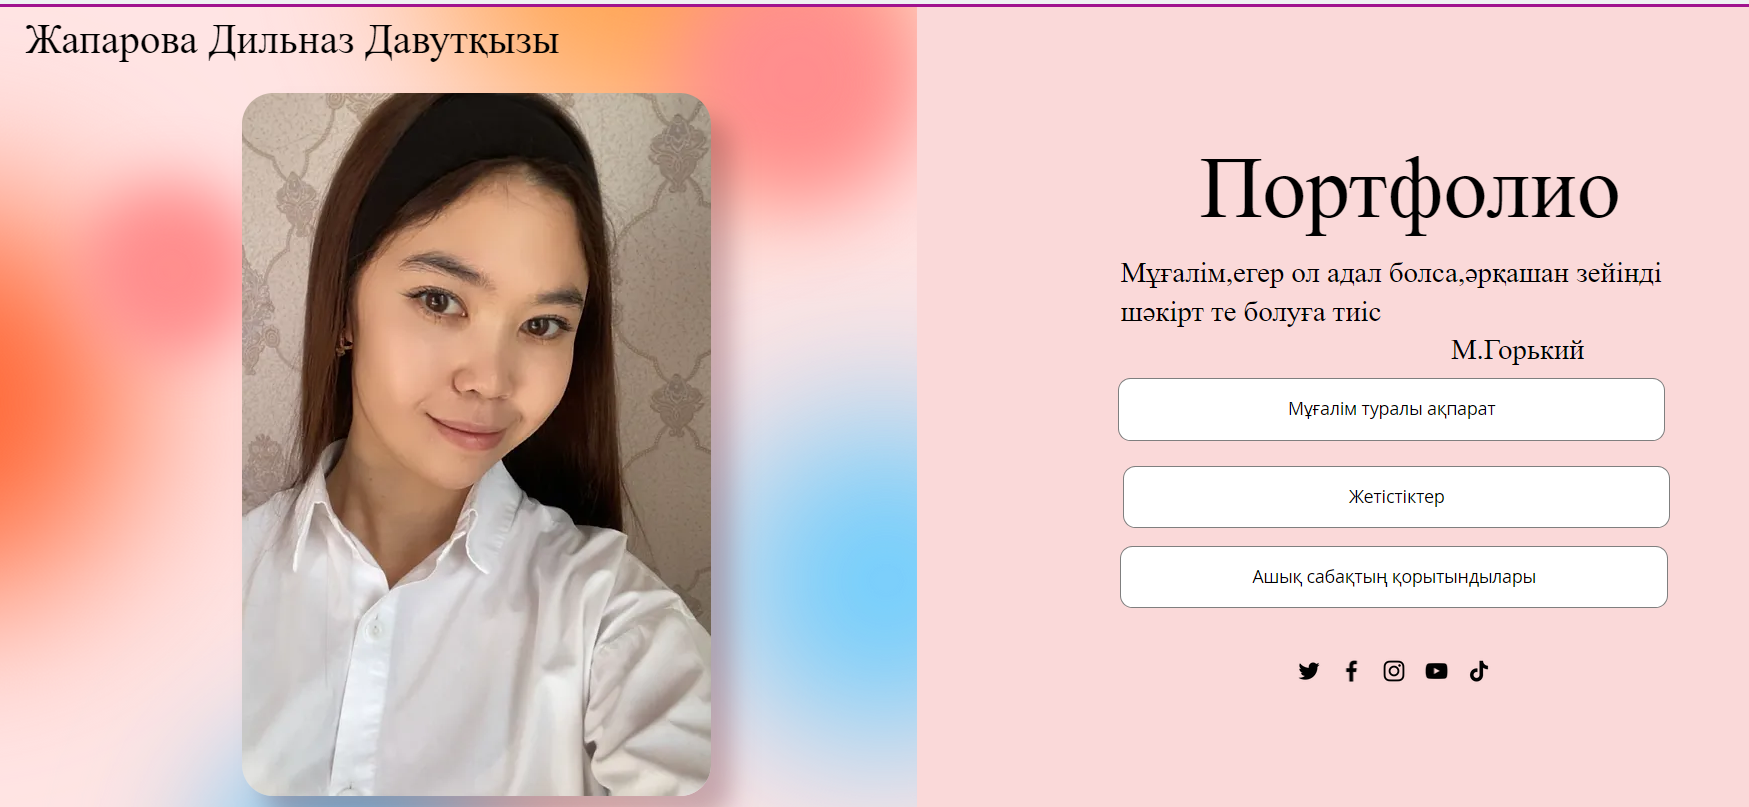 Жапарова Дильназ Давутқызы
Портфолио
Мұғалім,егер ол адал болса,әрқашан зейінді
шәкірт те болуға тиіс
М.Горький
Мұғалім туралы ақпарат
Жетістіктер
Ашық сабақтың қорытындылары